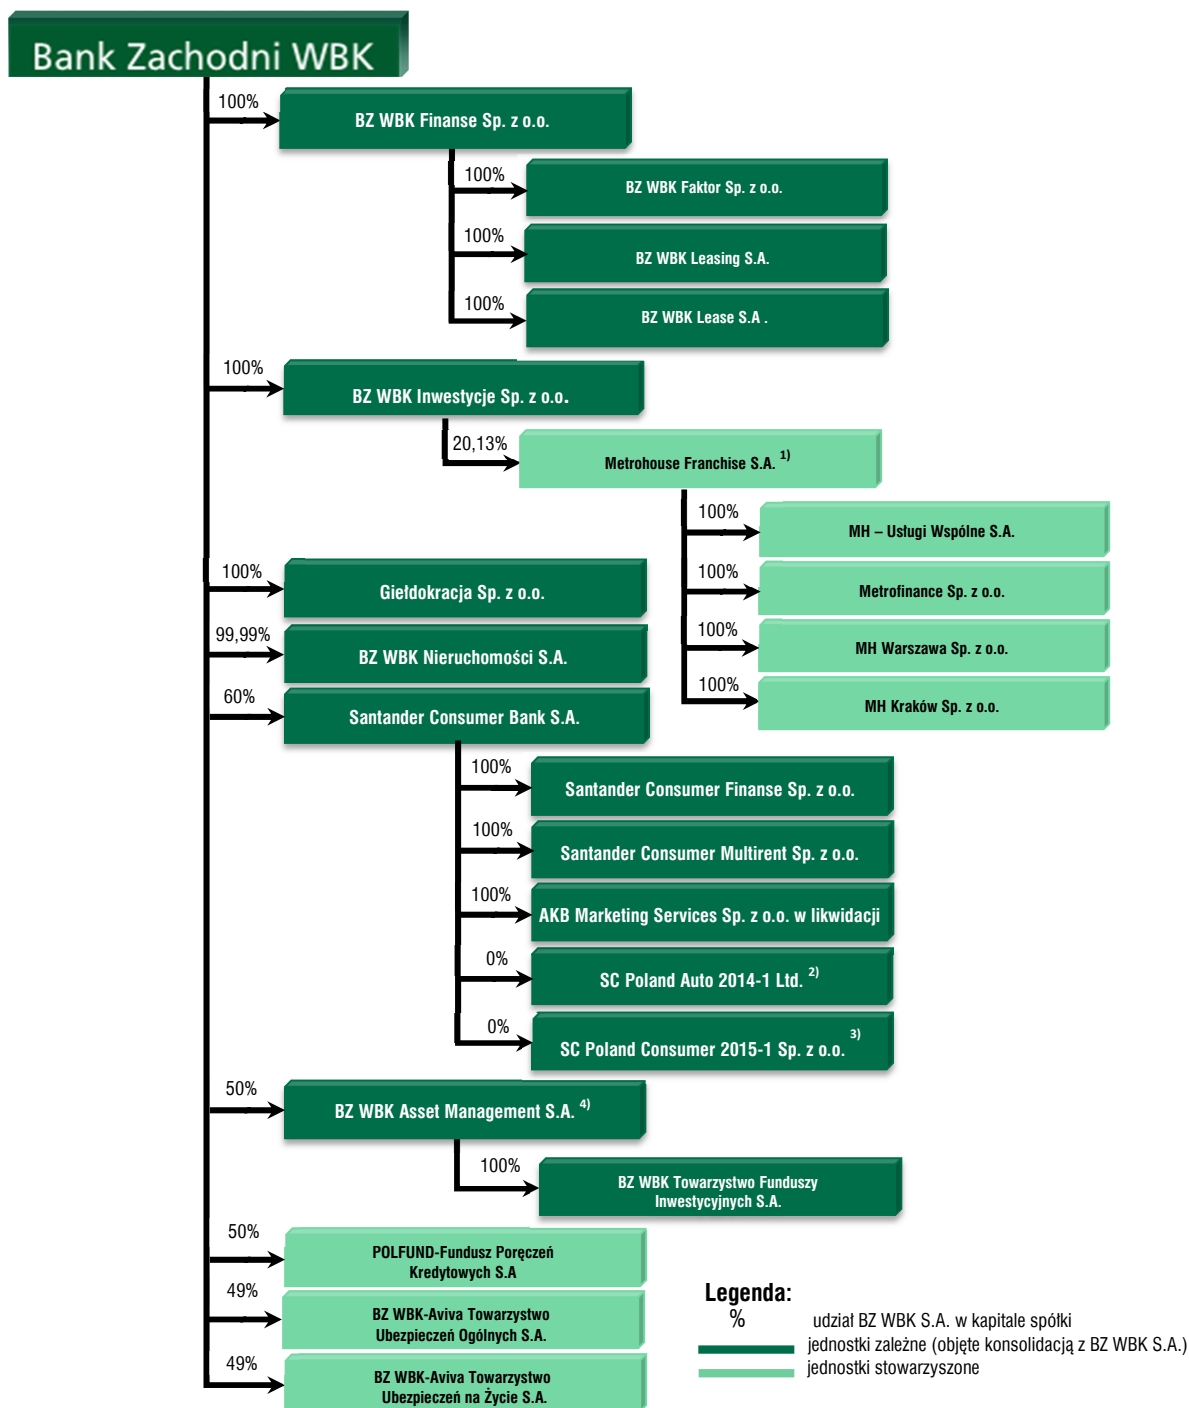 Bank Zachodni WBK
100%
BZ WBK Finanse Sp. z o.o.
100%
BZ WBK Faktor Sp. z o.o.
100%
BZ WBK Leasing S.A.
100%
BZ WBK Lease S.A .
100%
BZ WBK Inwestycje Sp. z o.o.
20,13%
Metrohouse Franchise S.A. 1)
100%
MH – Usługi Wspólne S.A.
100%
Metrofinance Sp. z o.o.
100%
MH Warszawa Sp. z o.o.
100%
MH Kraków Sp. z o.o.
100%
Giełdokracja Sp. z o.o.
99,99%
BZ WBK Nieruchomości S.A.
60%
Santander Consumer Bank S.A.
100%
Santander Consumer Finanse Sp. z o.o.
100%
Santander Consumer Multirent Sp. z o.o.
100%
AKB Marketing Services Sp. z o.o. w likwidacji
0%
SC Poland Auto 2014-1 Ltd. 2)
0%
SC Poland Consumer 2015-1 Sp. z o.o. 3)
50%
BZ WBK Asset Management S.A. 4)
100%
BZ WBK Towarzystwo Funduszy
Inwestycyjnych S.A.
50%
POLFUND-Fundusz Poręczeń
Kredytowych S.A
49%
BZ WBK-Aviva Towarzystwo
Ubezpieczeń Ogólnych S.A.
49%
BZ WBK-Aviva Towarzystwo
Ubezpieczeń na Życie S.A.
Legenda:
% udział BZ WBK S.A. w kapitale spółki
jednostki zależne (objęte konsolidacją z BZ WBK S.A.)
jednostki stowarzyszone